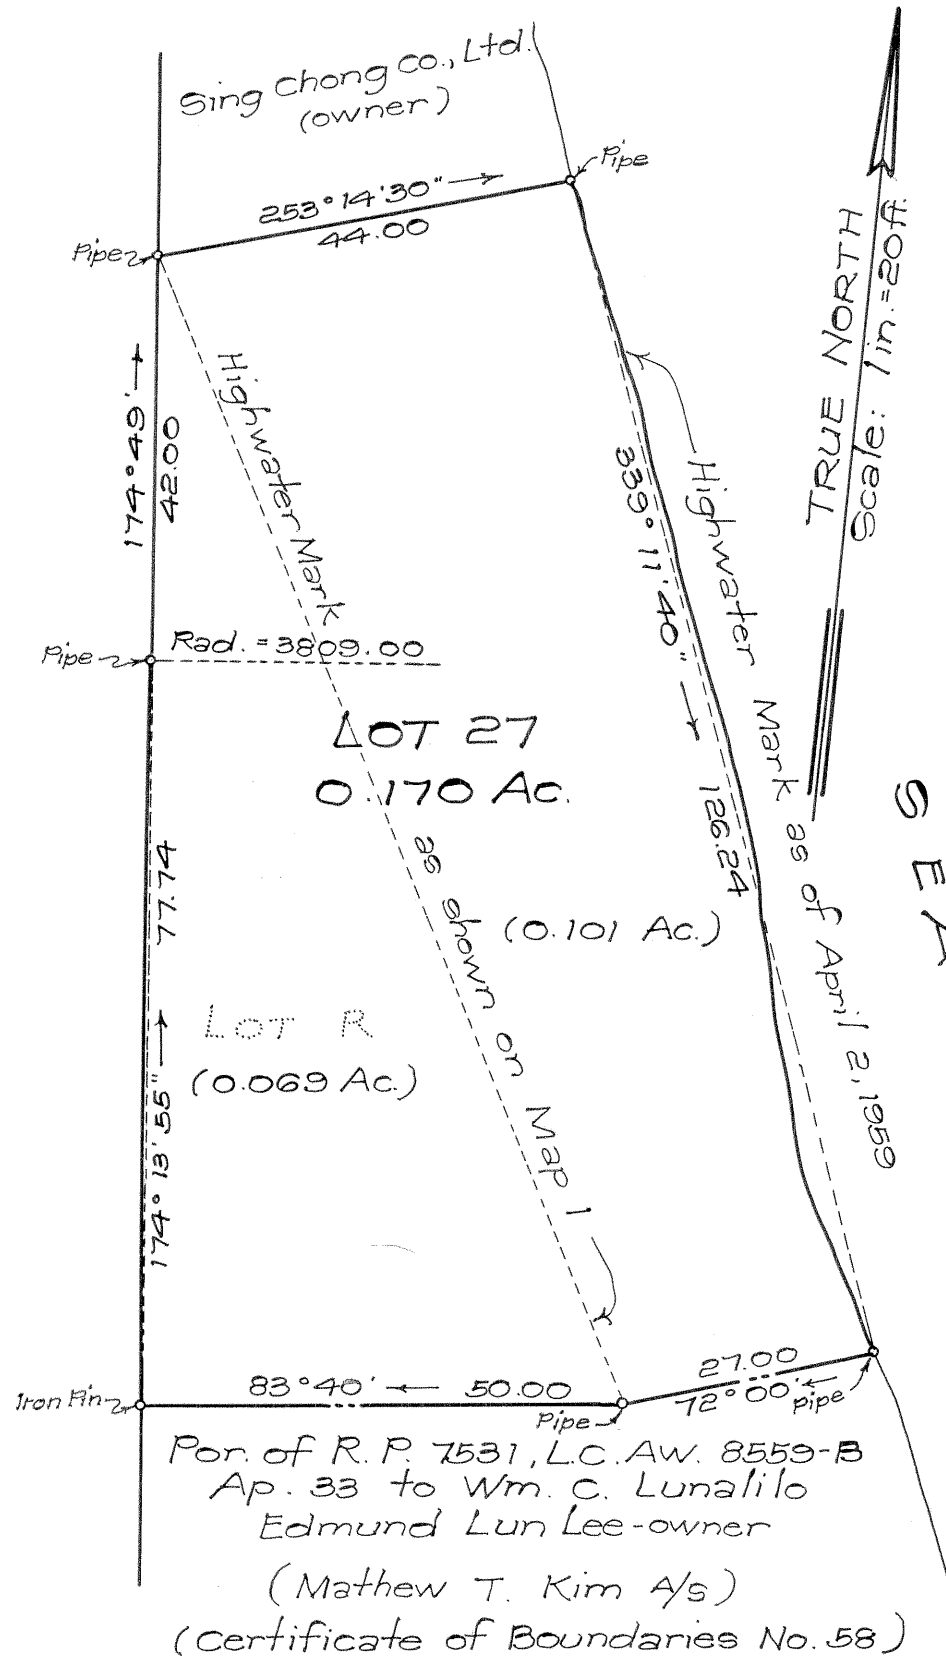 Sing Chong Co., Ltd.
(owner)
Pipe
253° 14' 30" →
44.00
Pipe
TRUE NORTH
Scale: 1 in. = 20 ft.
174° 49' →
42.00
Highwater Mark
as shown on Map 1
339° 11' 40" → 126.24
Highwater Mark as of April 2, 1959
Pipe
Rad. = 3809.00
LOT 27
0.170 Ac.
SEA
(0.101 Ac.)
174° 13' 55" → 77.74
LOT R
(0.069 Ac.)
Iron Pin
83° 40' ← 50.00
Pipe
27.00
72° 00' ←
pipe
Por. of R. P. 7531, L.C. Aw. 8559-B
Ap. 33 to Wm. C. Lunalilo
Edmund Lun Lee-owner
(Mathew T. Kim A/s)
(Certificate of Boundaries No. 58)